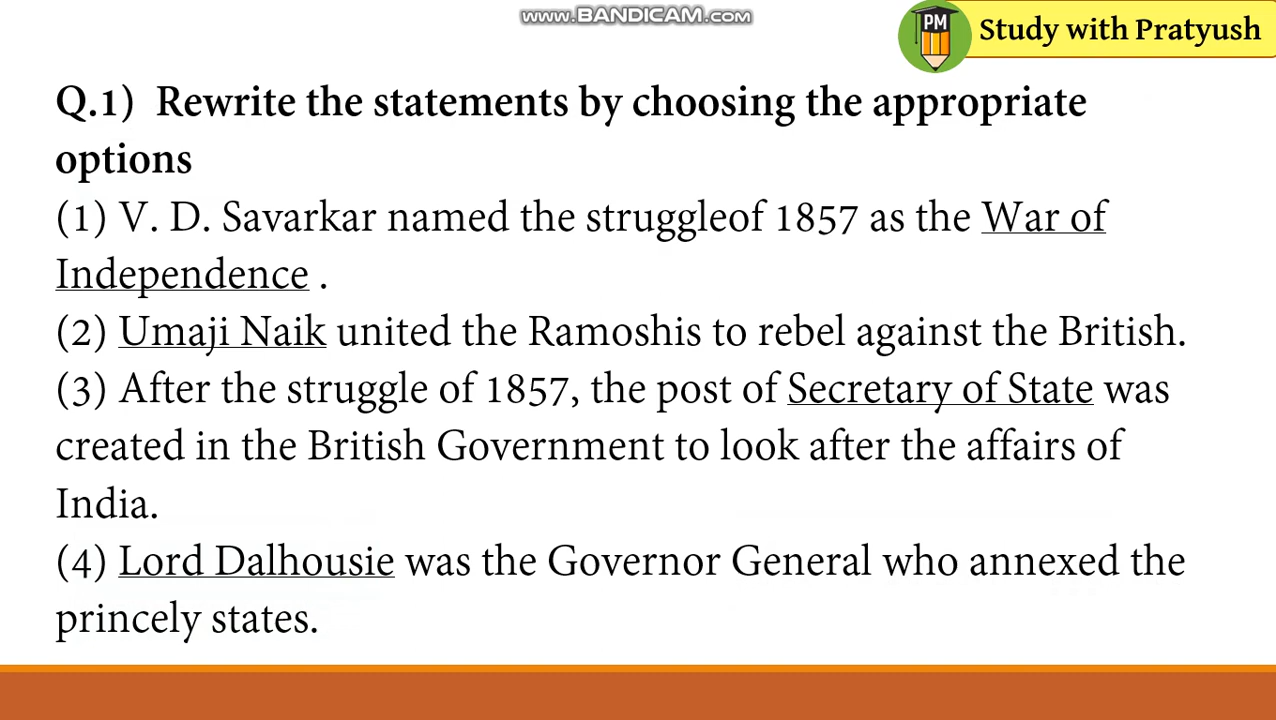 www.BANDICAM.com
PM
Study with Pratyush
Q.1) Rewrite the statements by choosing the appropriate
options
(1) V. D. Savarkar named the struggleof 1857 as the War of
Independence .
(2) Umaji Naik united the Ramoshis to rebel against the British.
(3) After the struggle of 1857, the post of Secretary of State was
created in the British Government to look after the affairs of
India.
(4) Lord Dalhousie was the Governor General who annexed the
princely states.